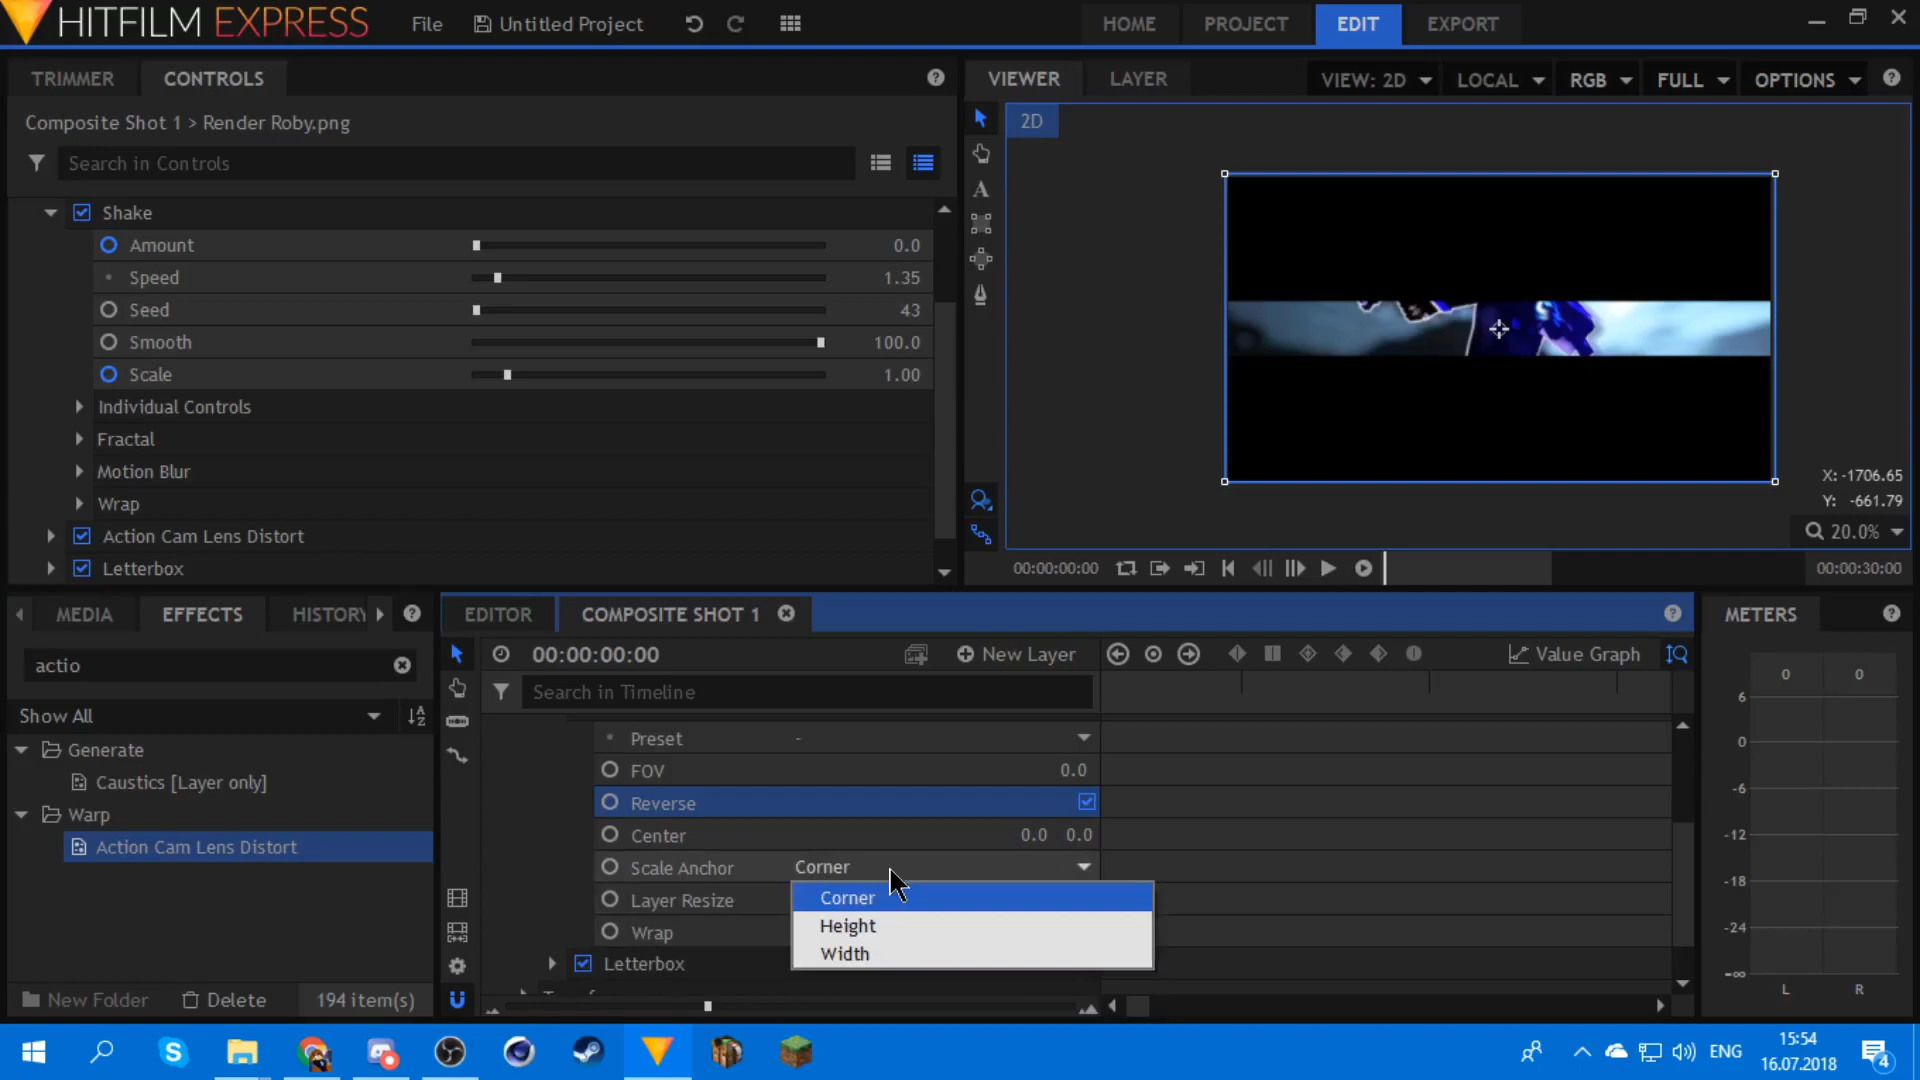 HITFILM EXPRESS
File
Untitled Project
HOME
PROJECT
EDIT
EXPORT
TRIMMER
CONTROLS
Composite Shot 1 > Render Roby.png
Search in Controls
Shake
Amount 0.0
Speed 1.35
Seed 43
Smooth 100.0
Scale 1.00
Individual Controls
Fractal
Motion Blur
Wrap
Action Cam Lens Distort
Letterbox
VIEWER
LAYER
VIEW: 2D
LOCAL
RGB
FULL
OPTIONS
2D
X: -1706.65
Y: -661.79
20.0%
00:00:00:00
00:00:30:00
MEDIA
EFFECTS
HISTORY
actio
Show All
Generate
Caustics [Layer only]
Warp
Action Cam Lens Distort
New Folder
Delete
194 item(s)
EDITOR
COMPOSITE SHOT 1
00:00:00:00
New Layer
Value Graph
Search in Timeline
Preset -
FOV 0.0
Reverse
Center 0.0 0.0
Scale Anchor Corner
Corner
Layer Resize
Height
Wrap
Width
Letterbox
METERS
0 0
6
0
-6
-12
-18
-24
-∞
L R
ENG
15:54
16.07.2018
4